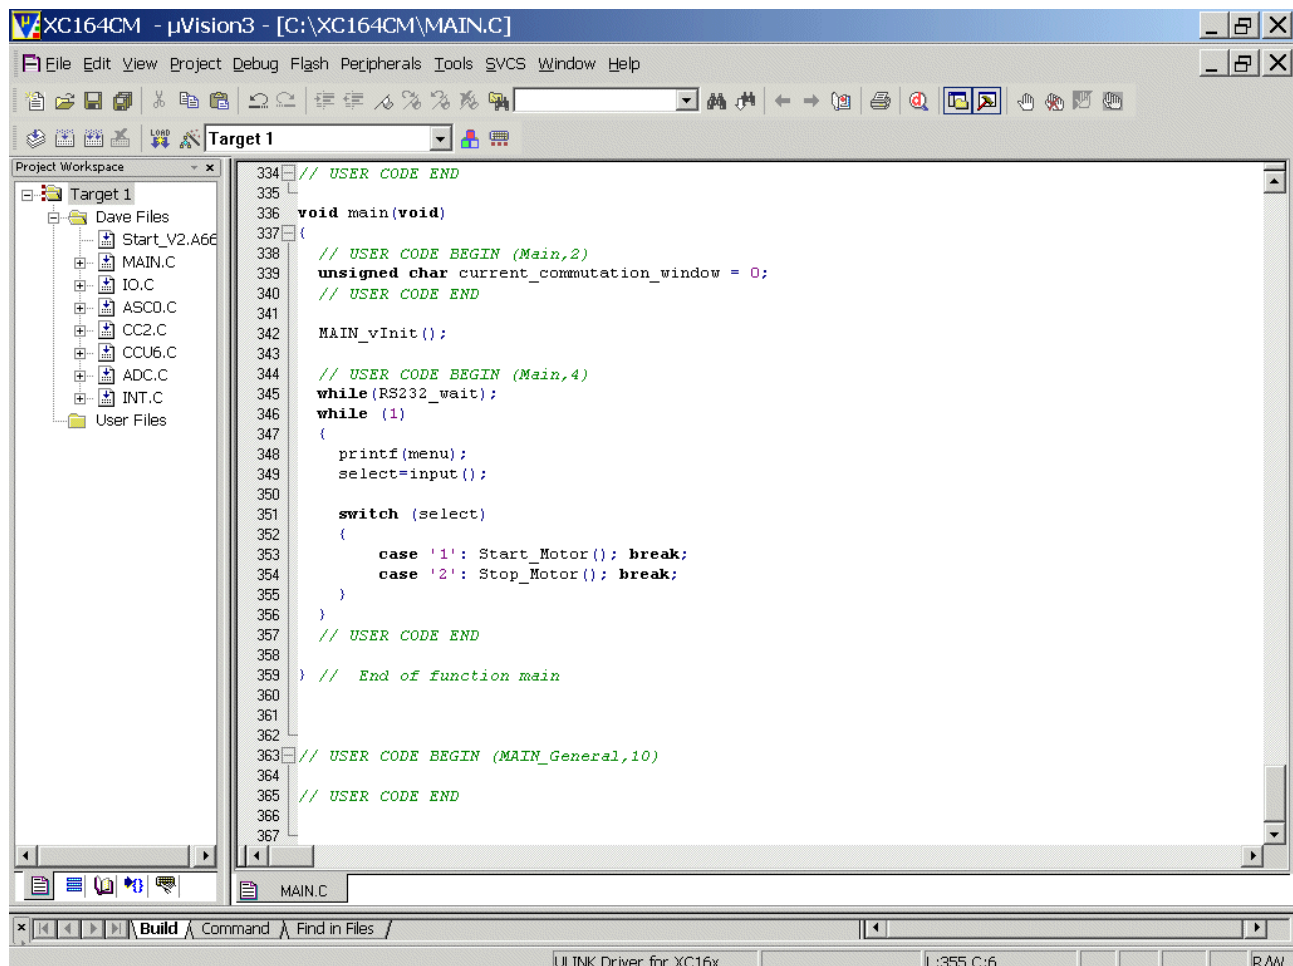 XC164CM - µVision3 - [C:\XC164CM\MAIN.C]
File Edit View Project Debug Flash Peripherals Tools SVCS Window Help
Target 1
Project Workspace
Target 1
Dave Files
Start_V2.A66
MAIN.C
IO.C
ASC0.C
CC2.C
CCU6.C
ADC.C
INT.C
User Files
334 // USER CODE END
335
336 void main(void)
337 {
338 // USER CODE BEGIN (Main,2)
339 unsigned char current_commutation_window = 0;
340 // USER CODE END
341
342 MAIN_vInit();
343
344 // USER CODE BEGIN (Main,4)
345 while(RS232_wait);
346 while (1)
347 {
348 printf(menu);
349 select=input();
350
351 switch (select)
352 {
353 case '1': Start_Motor(); break;
354 case '2': Stop_Motor(); break;
355 }
356 }
357 // USER CODE END
358
359 } // End of function main
360
361
362
363 // USER CODE BEGIN (MAIN_General,10)
364
365 // USER CODE END
366
367
MAIN.C
Build Command Find in Files
ULINK Driver for XC16x L:355 C:6 R/W